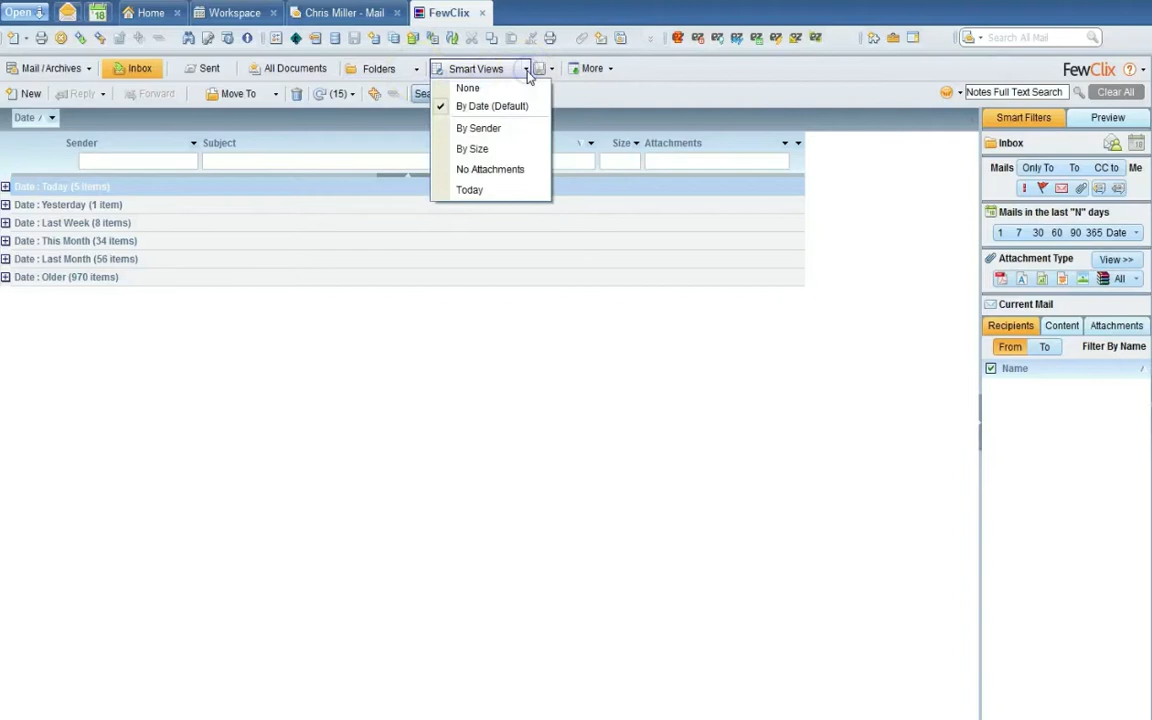 Open Home Workspace Chris Miller - Mail FewClix
Search All Mail
Mail / Archives Inbox Sent All Documents Folders Smart Views More FewClix
New Reply Forward Move To (15) Sea Notes Full Text Search Clear All
Date / Smart Filters Preview
Sender Subject Size Attachments
None
By Date (Default)
By Sender
By Size
No Attachments
Today
Date : Today (5 items)
Date : Yesterday (1 item)
Date : Last Week (8 items)
Date : This Month (34 items)
Date : Last Month (56 items)
Date : Older (970 items)
Inbox
Mails Only To To CC to Me
Mails in the last "N" days
1 7 30 60 90 365 Date
Attachment Type View >>
All
Current Mail
Recipients Content Attachments
From To Filter By Name
Name /